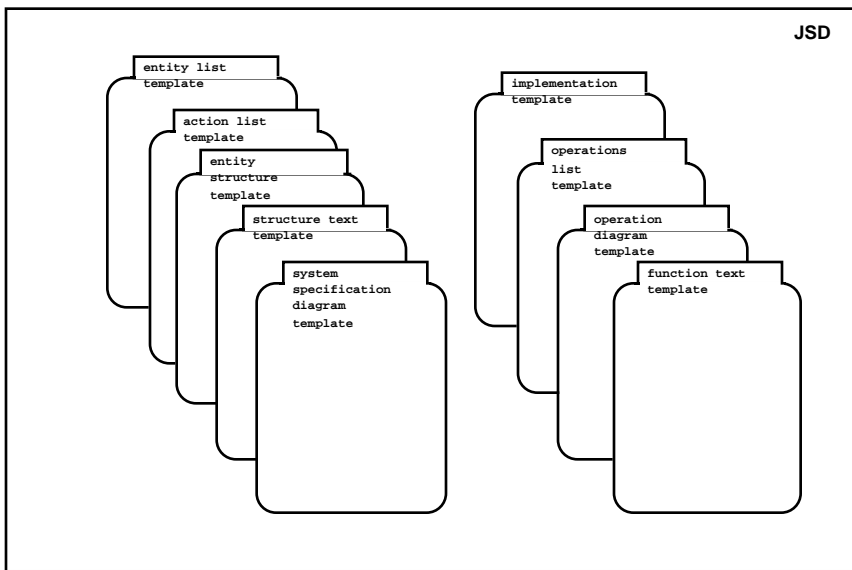 JSD
entity list
template
action list
template
entity
structure
template
structure text
template
system
specification
diagram
template
implementation
template
operations
list
template
operation
diagram
template
function text
template